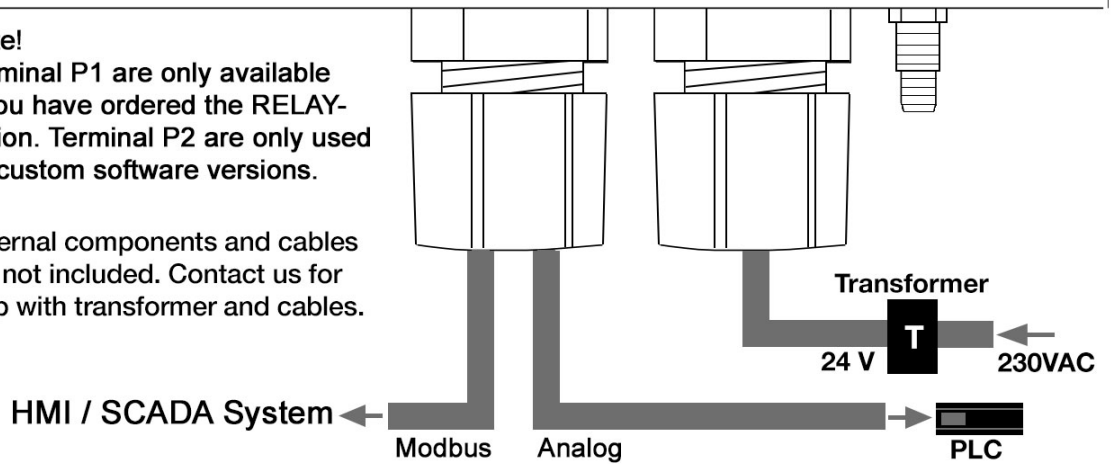 e!
minal P1 are only available
ou have ordered the RELAY-
ion. Terminal P2 are only used
custom software versions.
ernal components and cables
not included. Contact us for
p with transformer and cables.
Transformer
T
24 V
230VAC
HMI / SCADA System
Modbus
Analog
PLC